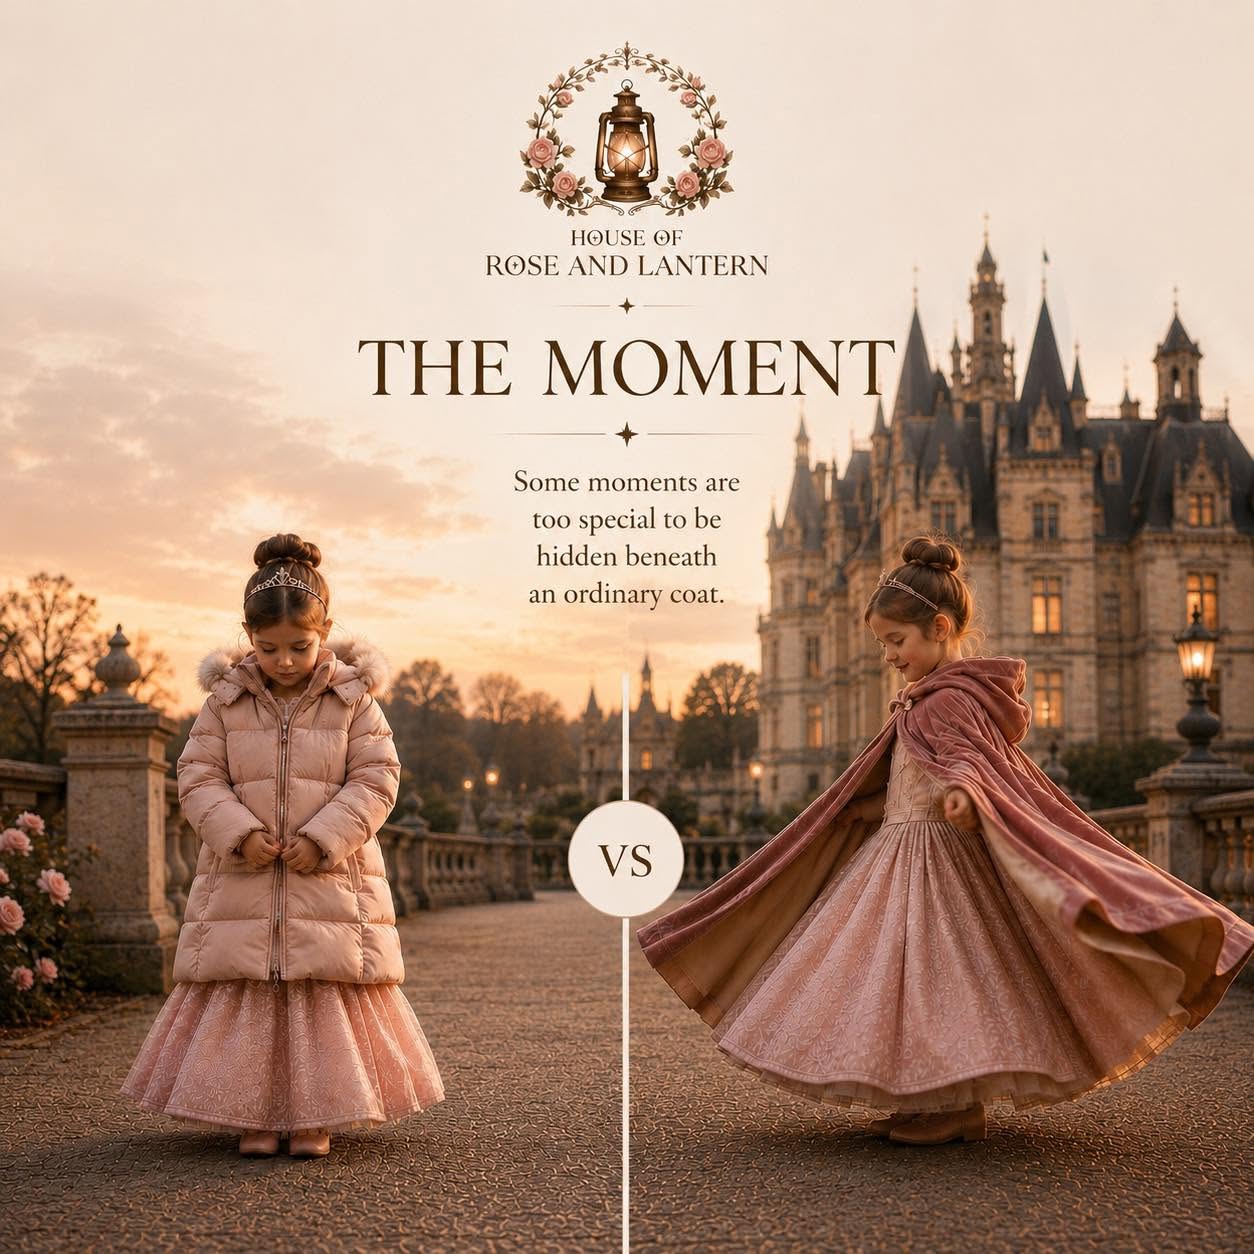 HOUSE OF
ROSE AND LANTERN
THE MOMENT
Some moments are
too special to be
hidden beneath
an ordinary coat.
VS